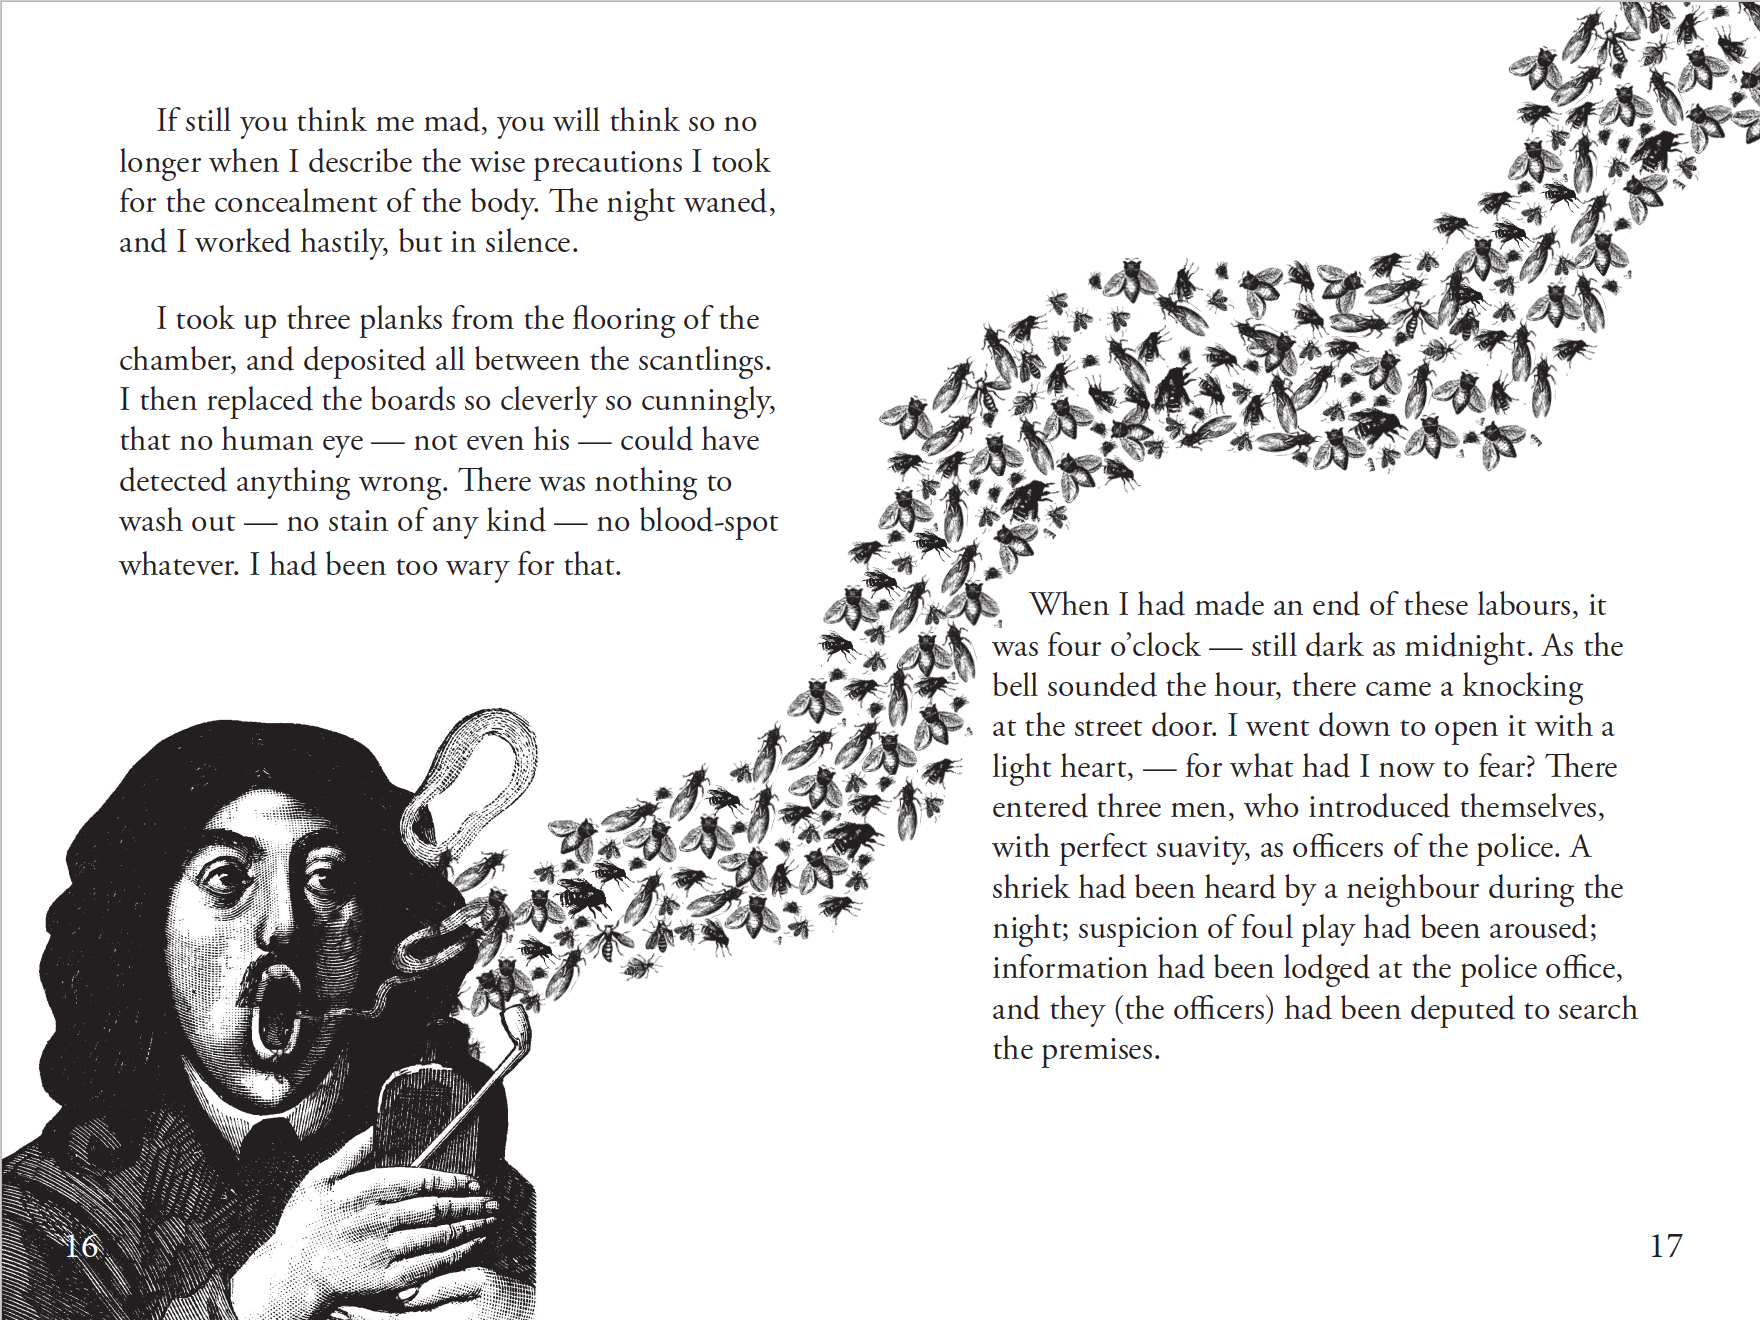 If still you think me mad, you will think so no
longer when I describe the wise precautions I took
for the concealment of the body. The night waned,
and I worked hastily, but in silence.
I took up three planks from the flooring of the
chamber, and deposited all between the scantlings.
I then replaced the boards so cleverly so cunningly,
that no human eye — not even his — could have
detected anything wrong. There was nothing to
wash out — no stain of any kind — no blood-spot
whatever. I had been too wary for that.
16
When I had made an end of these labours, it
was four o’clock — still dark as midnight. As the
bell sounded the hour, there came a knocking
at the street door. I went down to open it with a
light heart, — for what had I now to fear? There
entered three men, who introduced themselves,
with perfect suavity, as officers of the police. A
shriek had been heard by a neighbour during the
night; suspicion of foul play had been aroused;
information had been lodged at the police office,
and they (the officers) had been deputed to search
the premises.
17